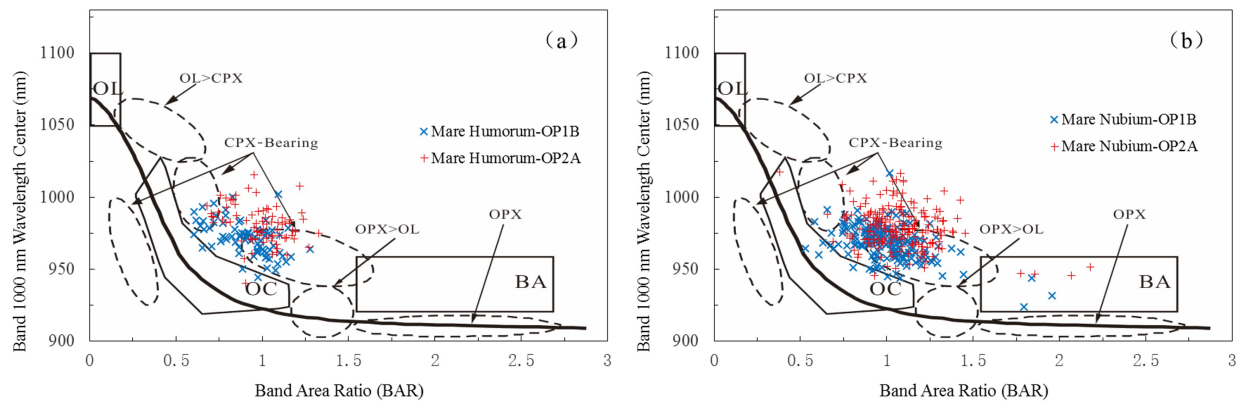 (a)
Band 1000 nm Wavelength Center (nm)
1100
1050
1000
950
900
OL
OL>CPX
CPX-Bearing
× Mare Humorum-OP1B
+ Mare Humorum-OP2A
OPX>OL
OPX
OC
BA
0 0.5 1 1.5 2 2.5 3
Band Area Ratio (BAR)
(b)
Band 1000 nm Wavelength Center (nm)
1100
1050
1000
950
900
OL
OL>CPX
CPX-Bearing
× Mare Nubium-OP1B
+ Mare Nubium-OP2A
OPX>OL
OPX
OC
BA
0 0.5 1 1.5 2 2.5 3
Band Area Ratio (BAR)